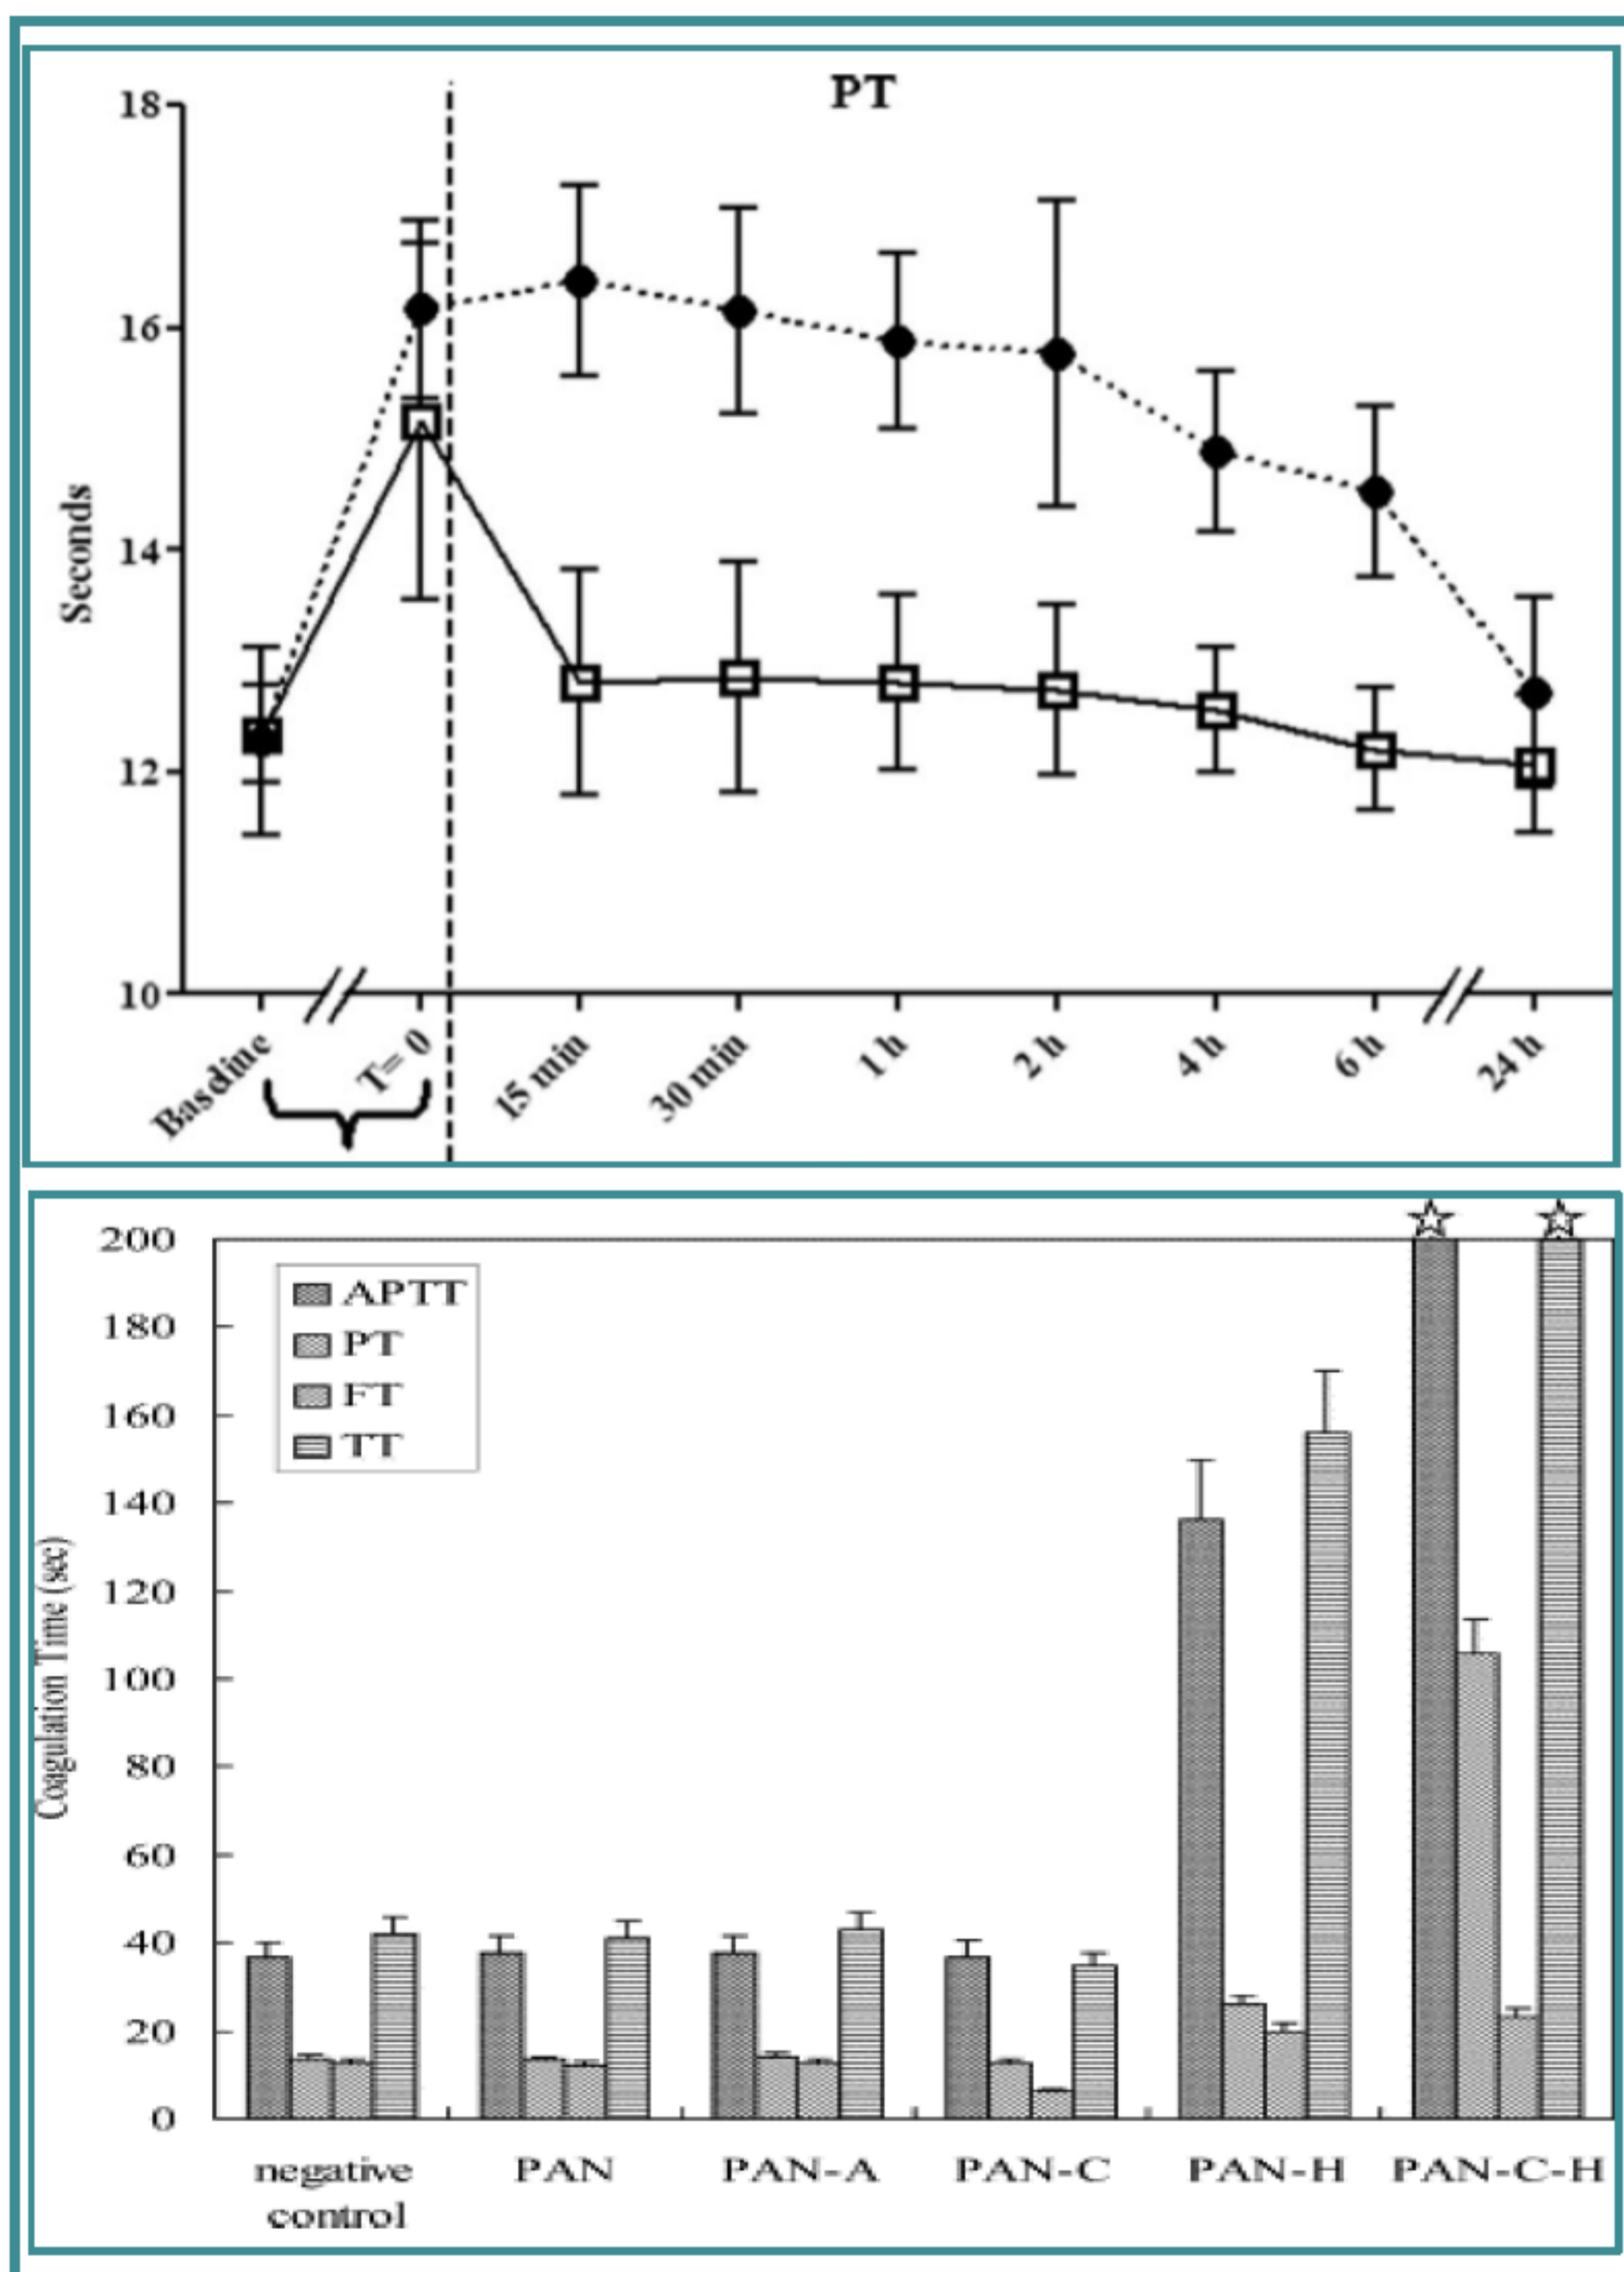 PT
18
16
14
12
10
Seconds
Baseline
T= 0
15 min
30 min
1 h
2 h
4 h
6 h
24 h
200
180
160
140
120
100
80
60
40
20
0
Coagulation Time (sec)
APTT
PT
FT
TT
negative
control
PAN
PAN-A
PAN-C
PAN-H
PAN-C-H